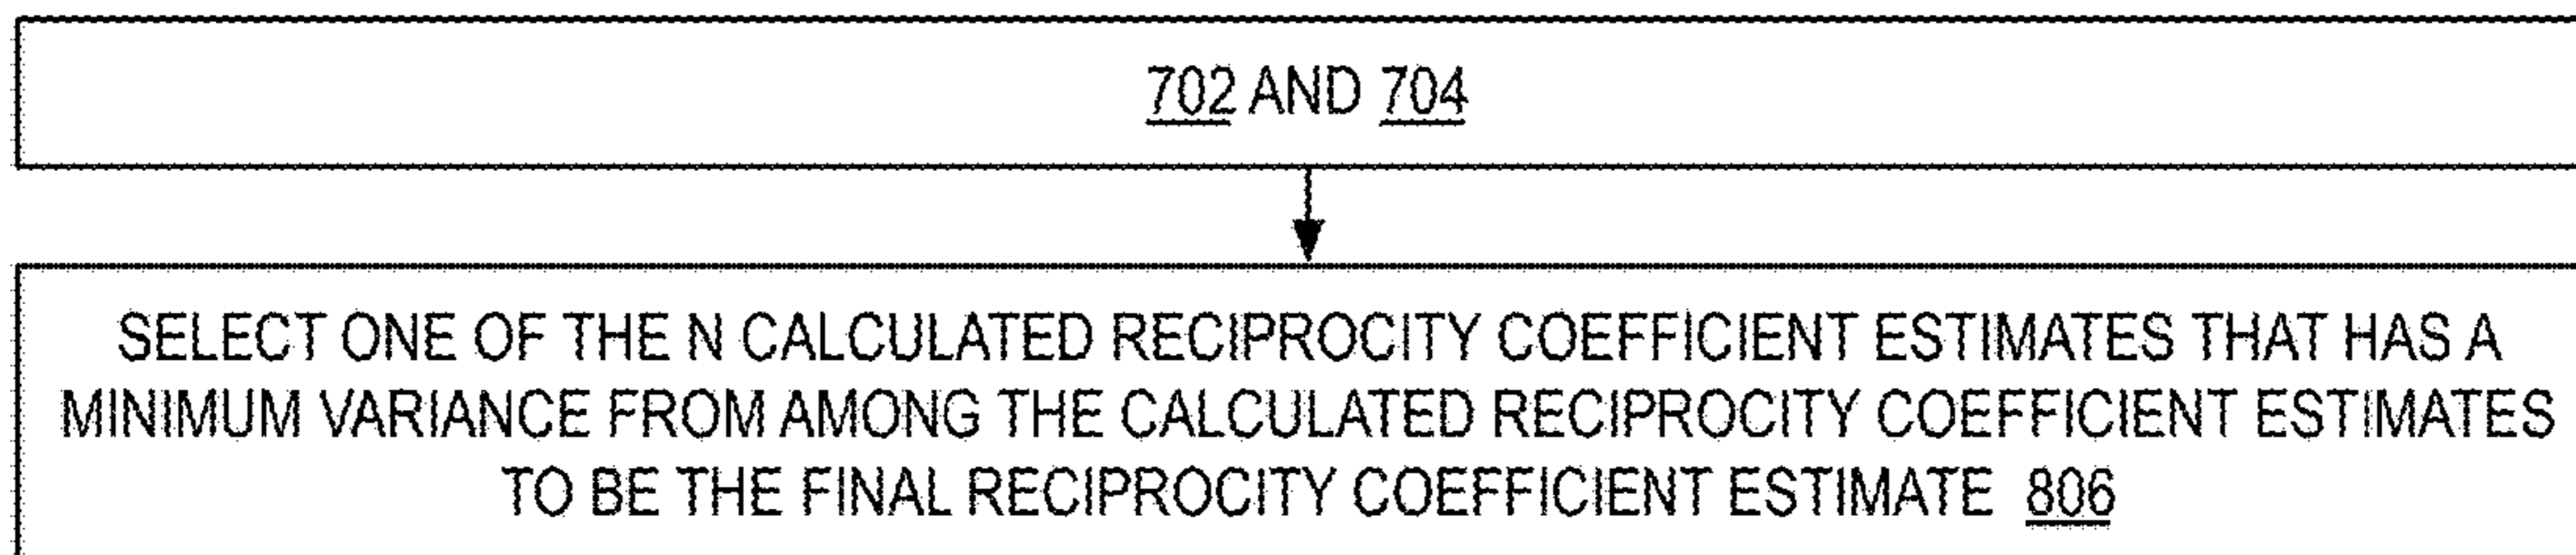 702 AND 704
SELECT ONE OF THE N CALCULATED RECIPROCITY COEFFICIENT ESTIMATES THAT HAS A
MINIMUM VARIANCE FROM AMONG THE CALCULATED RECIPROCITY COEFFICIENT ESTIMATES
TO BE THE FINAL RECIPROCITY COEFFICIENT ESTIMATE 806